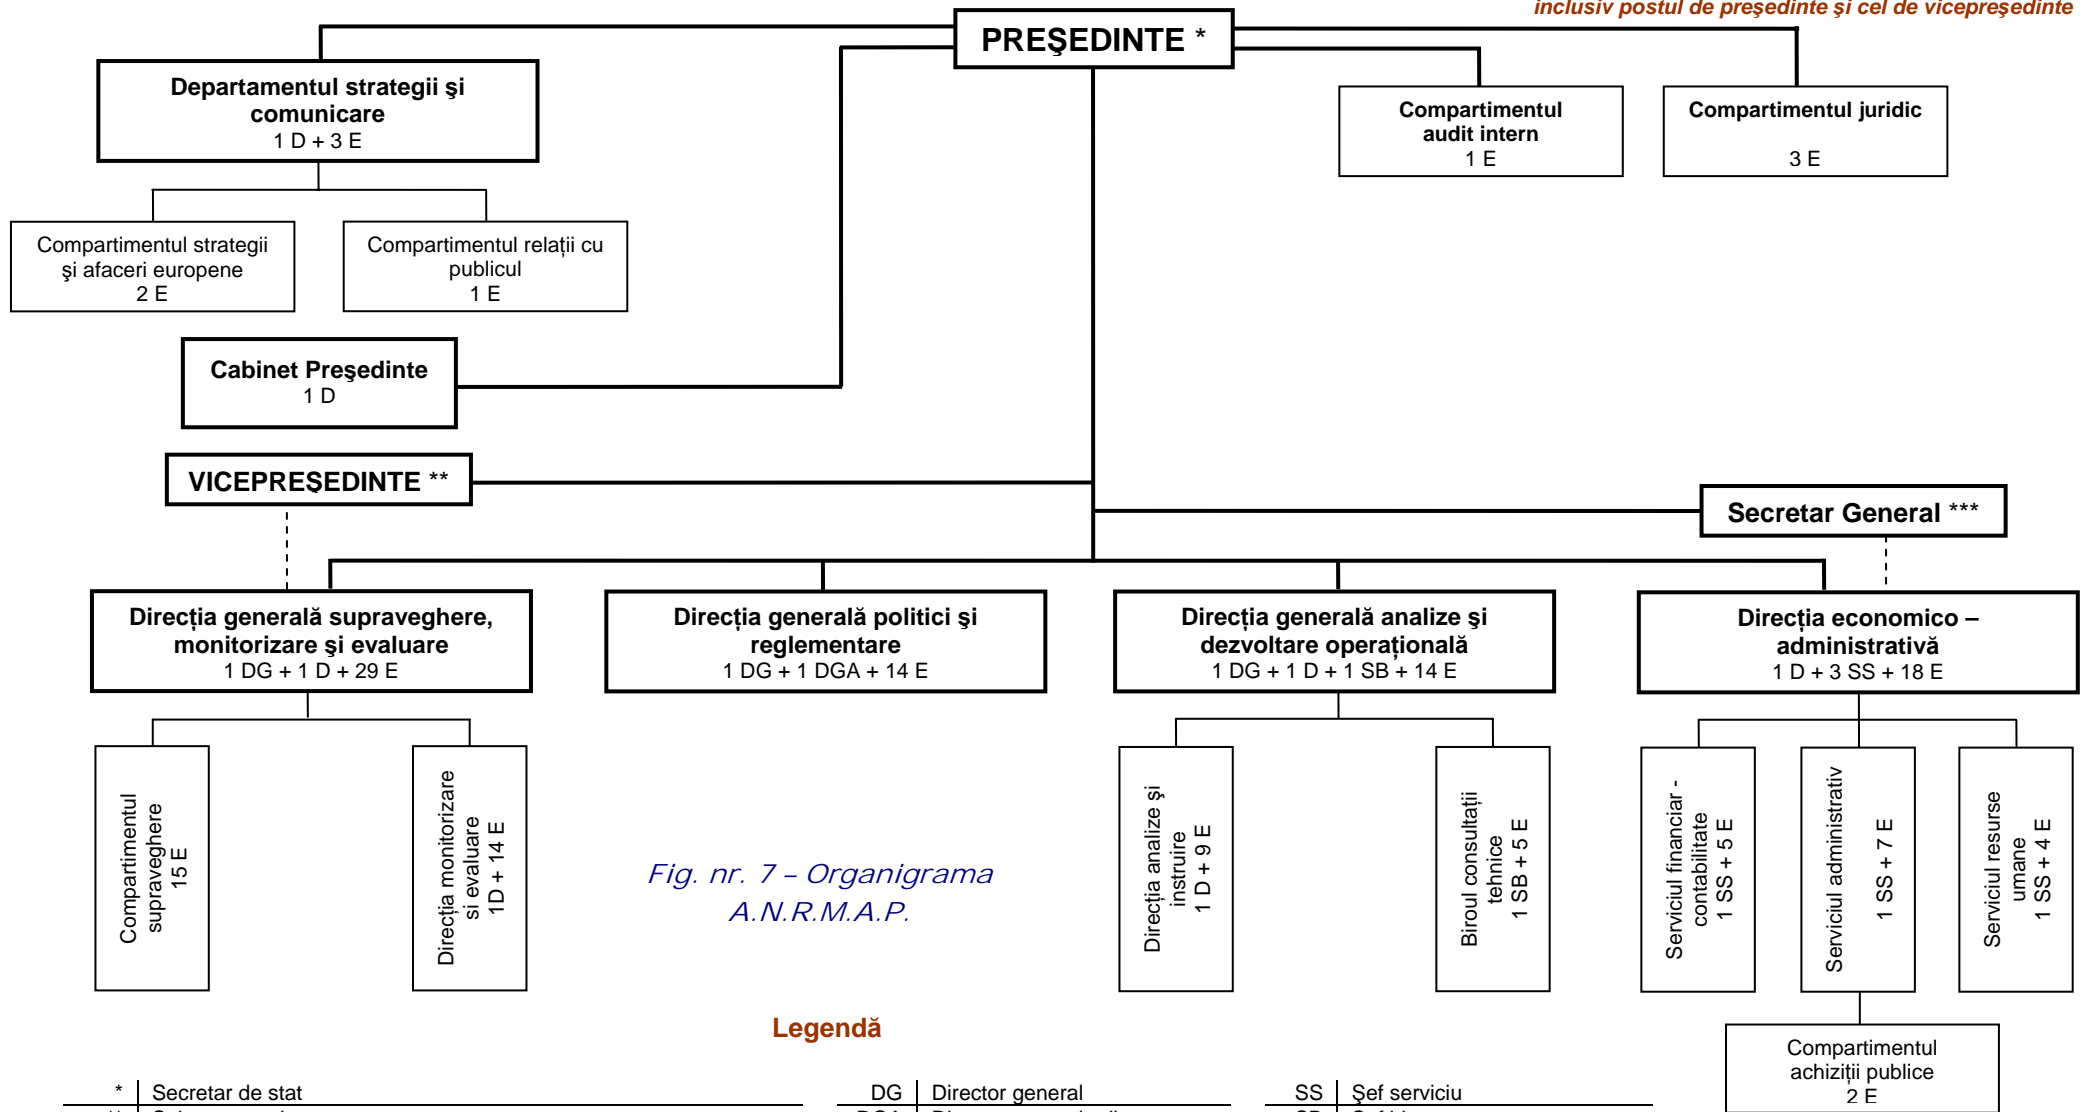 inclusiv postul de preşedinte şi cel de vicepreşedinte
PREŞEDINTE *
Departamentul strategii şi
comunicare
1 D + 3 E
Compartimentul
audit intern
1 E
Compartimentul juridic
3 E
Compartimentul strategii
şi afaceri europene
2 E
Compartimentul relaţii cu
publicul
1 E
Cabinet Preşedinte
1 D
VICEPREŞEDINTE **
Secretar General ***
Direcţia generală supraveghere,
monitorizare şi evaluare
1 DG + 1 D + 29 E
Direcţia generală politici şi
reglementare
1 DG + 1 DGA + 14 E
Direcţia generală analize şi
dezvoltare operaţională
1 DG + 1 D + 1 SB + 14 E
Direcţia economico –
administrativă
1 D + 3 SS + 18 E
Compartimentul
supraveghere
15 E
Direcţia monitorizare
si evaluare
1D + 14 E
Direcţia analize şi
instruire
1 D + 9 E
Biroul consultaţii
tehnice
1 SB + 5 E
Serviciul financiar -
contabilitate
1 SS + 5 E
Serviciul administrativ
1 SS + 7 E
Serviciul resurse
umane
1 SS + 4 E
Fig. nr. 7 – Organigrama
A.N.R.M.A.P.
Compartimentul
achiziţii publice
2 E
Legendă
* Secretar de stat
DG Director general
SS Şef serviciu